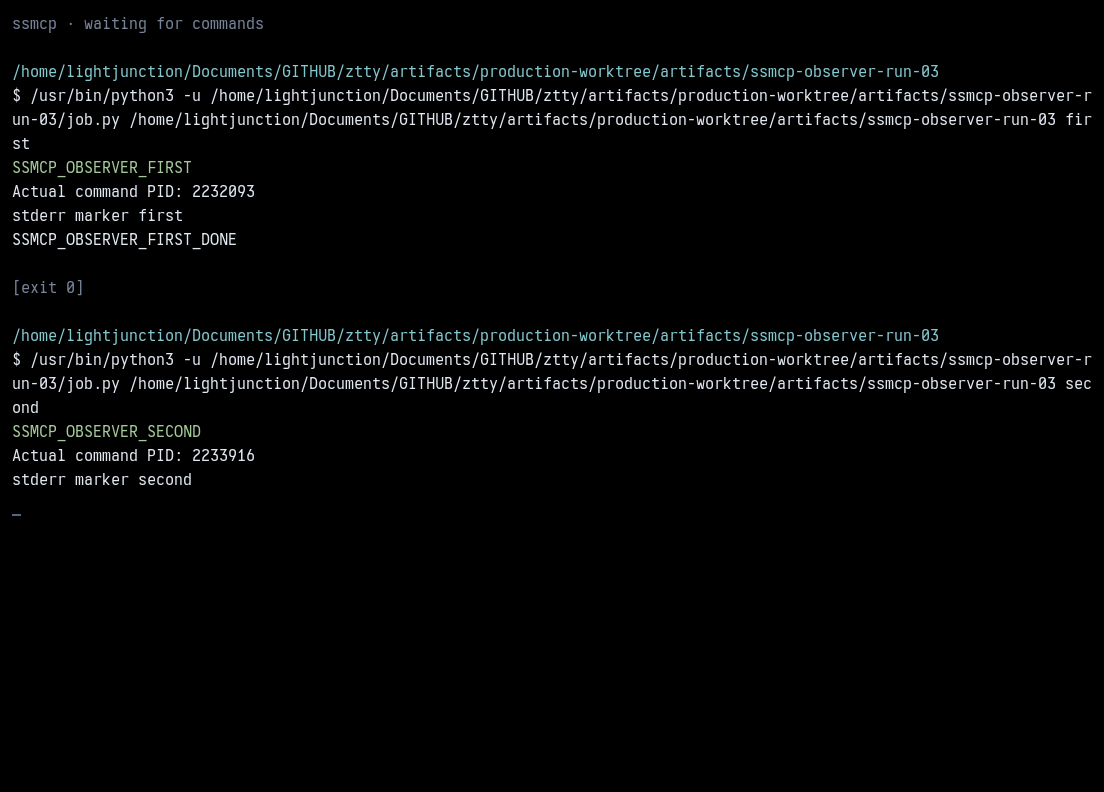 ssmcp · waiting for commands
/home/lightjunction/Documents/GITHUB/ztty/artifacts/production-worktree/artifacts/ssmcp-observer-run-03
$ /usr/bin/python3 -u /home/lightjunction/Documents/GITHUB/ztty/artifacts/production-worktree/artifacts/ssmcp-observer-r
un-03/job.py /home/lightjunction/Documents/GITHUB/ztty/artifacts/production-worktree/artifacts/ssmcp-observer-run-03 fir
st
SSMCP_OBSERVER_FIRST
Actual command PID: 2232093
stderr marker first
SSMCP_OBSERVER_FIRST_DONE
[exit 0]
/home/lightjunction/Documents/GITHUB/ztty/artifacts/production-worktree/artifacts/ssmcp-observer-run-03
$ /usr/bin/python3 -u /home/lightjunction/Documents/GITHUB/ztty/artifacts/production-worktree/artifacts/ssmcp-observer-r
un-03/job.py /home/lightjunction/Documents/GITHUB/ztty/artifacts/production-worktree/artifacts/ssmcp-observer-run-03 sec
ond
SSMCP_OBSERVER_SECOND
Actual command PID: 2233916
stderr marker second